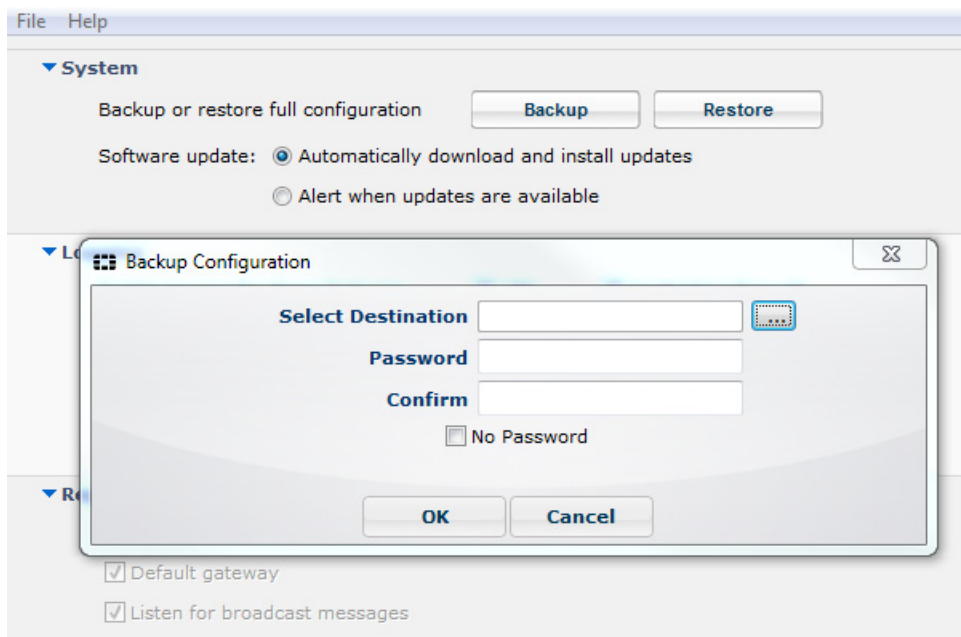 File Help
System
Backup or restore full configuration Backup Restore
Software update: Automatically download and install updates
Alert when updates are available
Backup Configuration
Select Destination ...
Password
Confirm
No Password
OK Cancel
Default gateway
Listen for broadcast messages